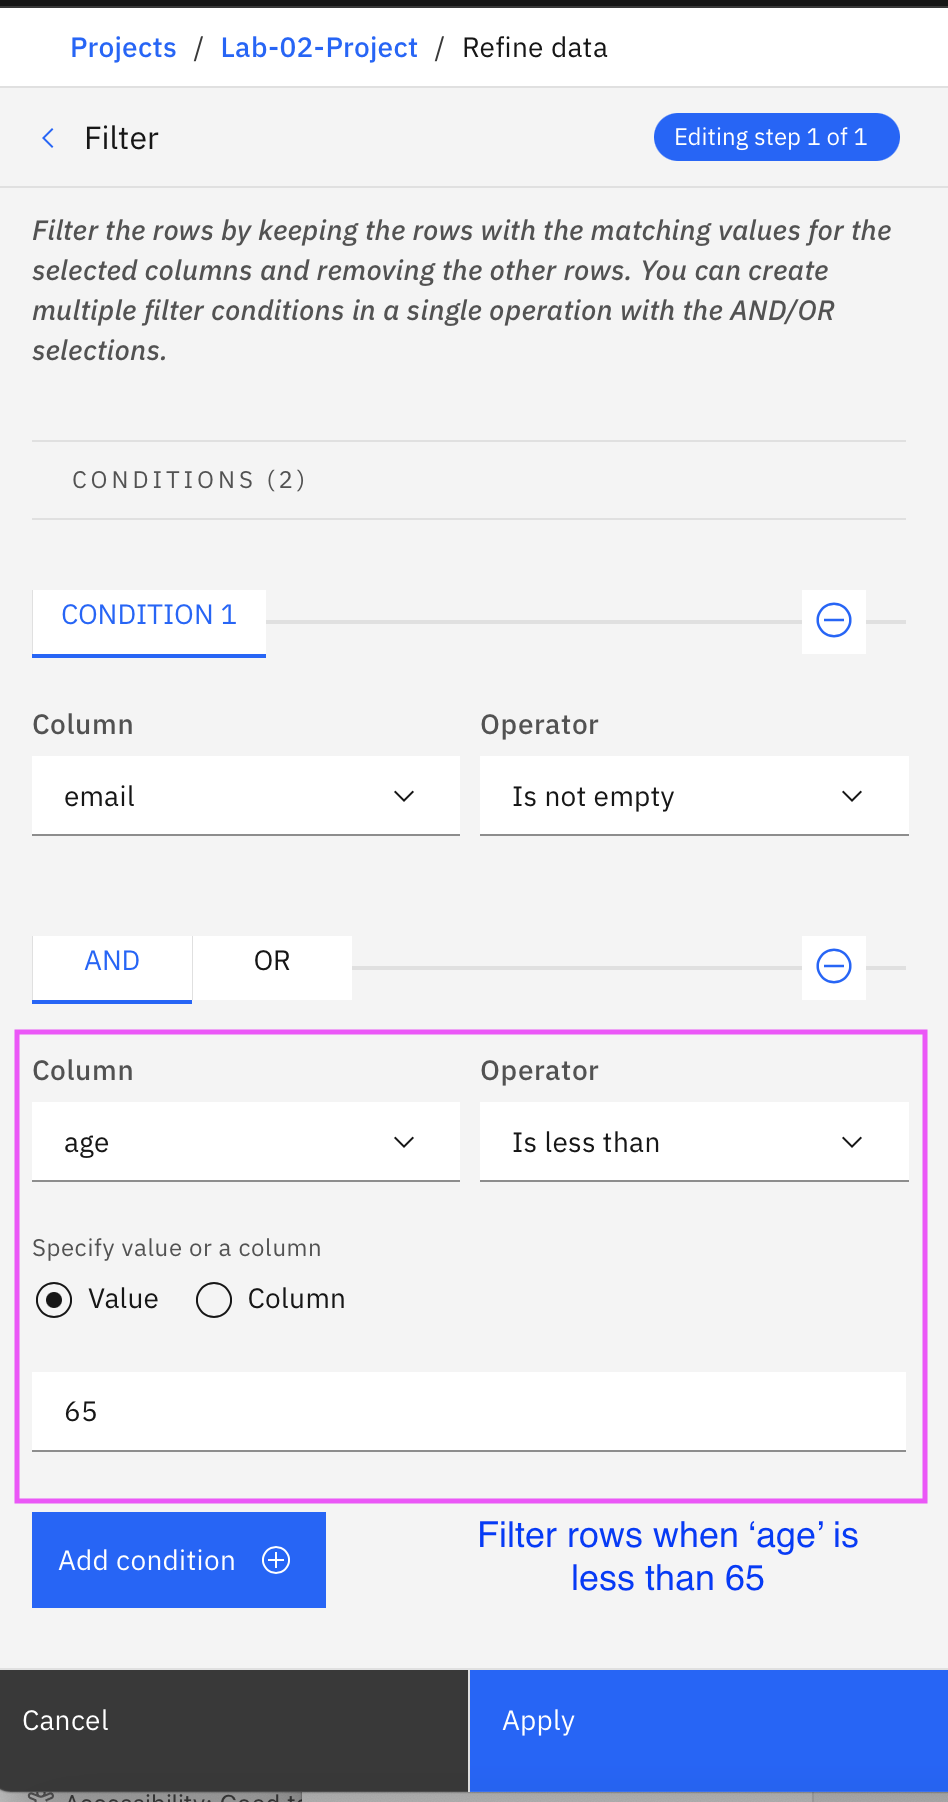 Projects / Lab-02-Project / Refine data
Filter
Editing step 1 of 1
Filter the rows by keeping the rows with the matching values for the
selected columns and removing the other rows. You can create
multiple filter conditions in a single operation with the AND/OR
selections.
CONDITIONS (2)
CONDITION 1
Column
Operator
email
Is not empty
AND
OR
Column
Operator
age
Is less than
Specify value or a column
Value
Column
65
Add condition
Filter rows when ‘age’ is
less than 65
Cancel
Apply
Accessibility: Good